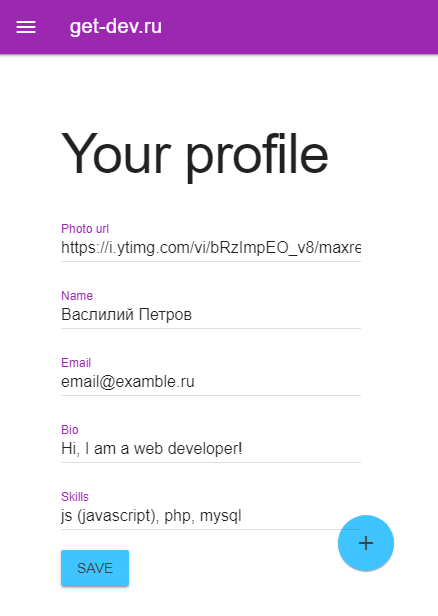 get-dev.ru
Your profile
Photo url
https://i.ytimg.com/vi/bRzImpEO_v8/maxre
Name
Васлилий Петров
Email
email@examble.ru
Bio
Hi, I am a web developer!
Skills
js (javascript), php, mysql
SAVE